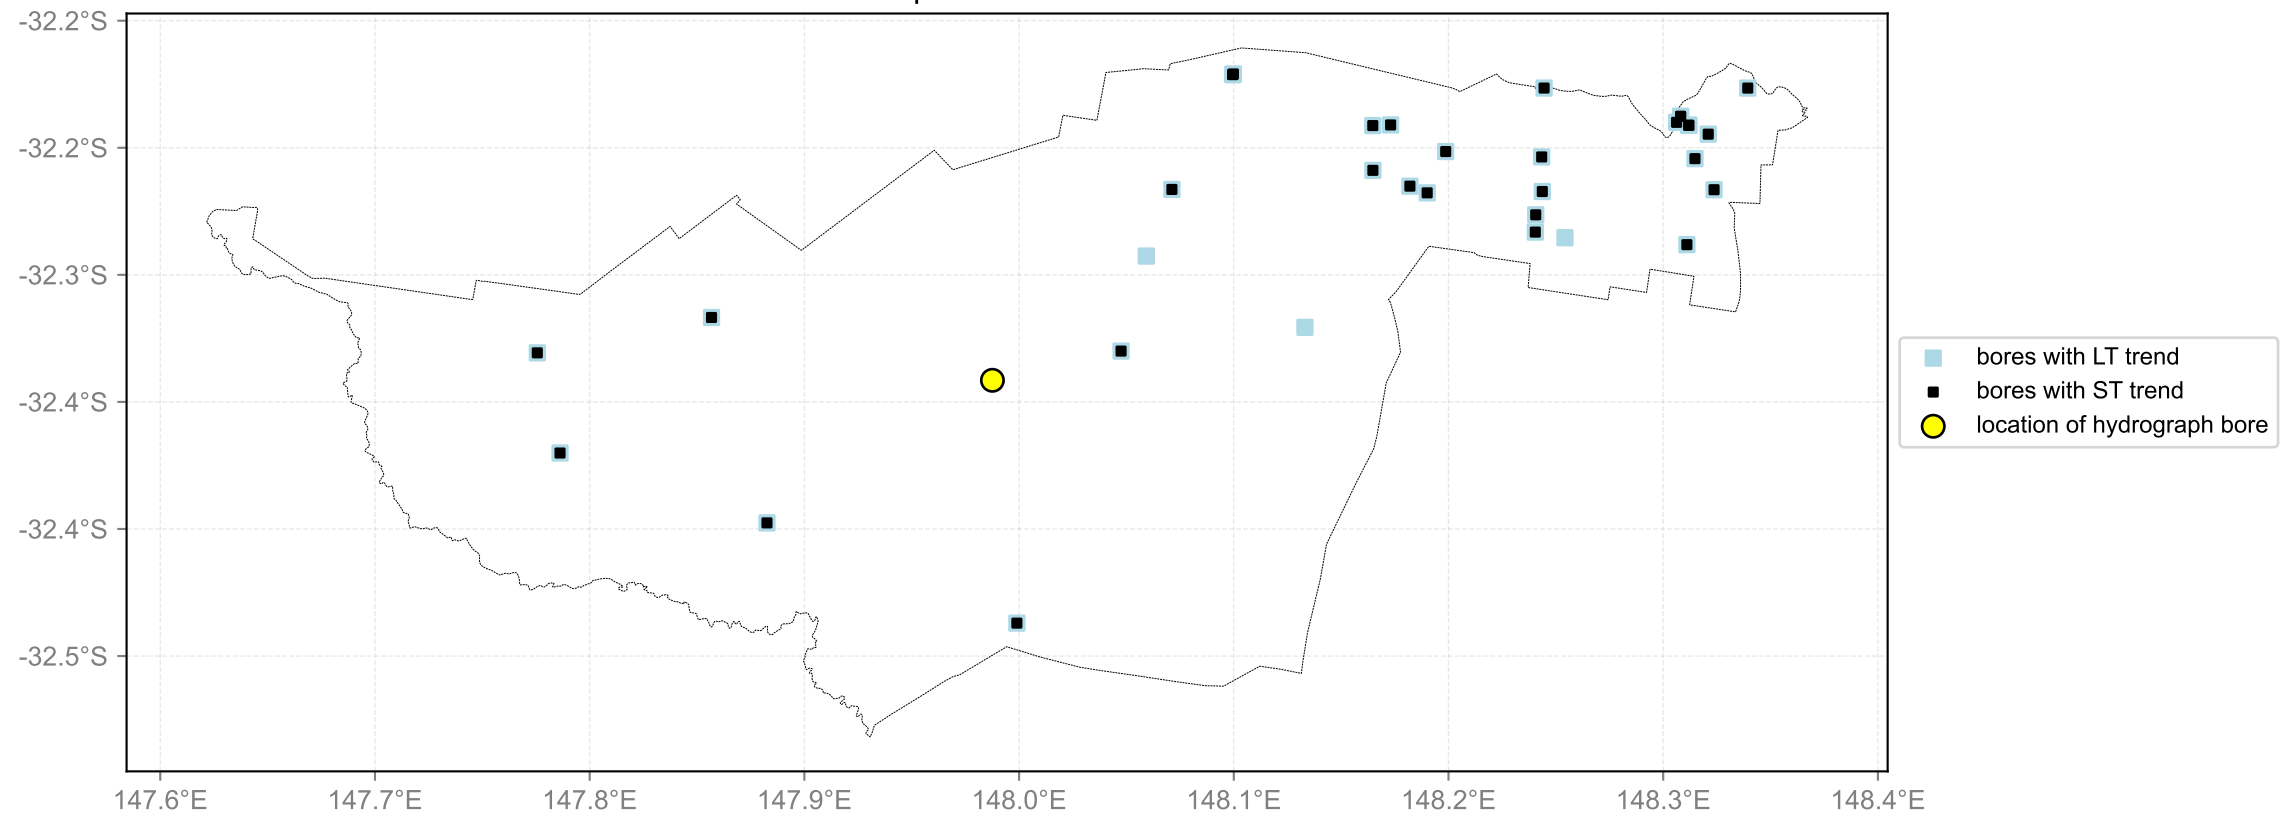 -32.2°S
-32.2°S
-32.3°S
-32.4°S
-32.4°S
-32.5°S
147.6°E 147.7°E 147.8°E 147.9°E 148.0°E 148.1°E 148.2°E 148.3°E 148.4°E
bores with LT trend
bores with ST trend
location of hydrograph bore